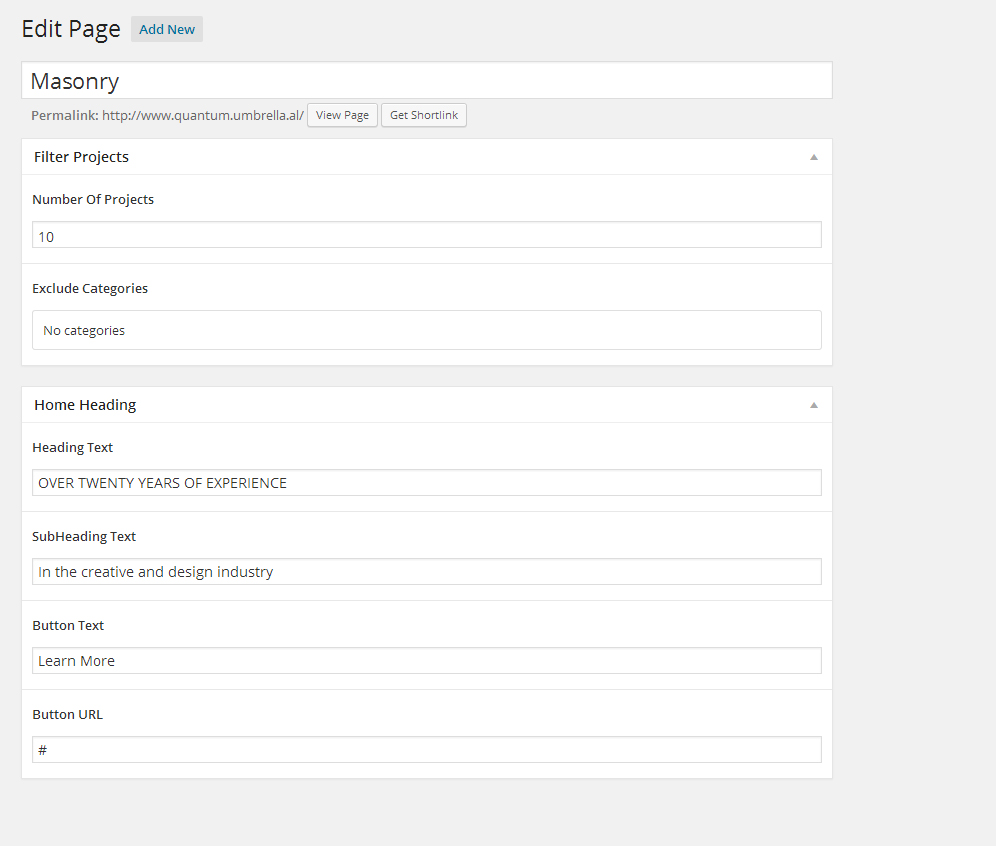 Edit Page Add New
Masonry
Permalink: http://www.quantum.umbrella.al/ View Page Get Shortlink
Filter Projects
Number Of Projects
10
Exclude Categories
No categories
Home Heading
Heading Text
OVER TWENTY YEARS OF EXPERIENCE
SubHeading Text
In the creative and design industry
Button Text
Learn More
Button URL
#